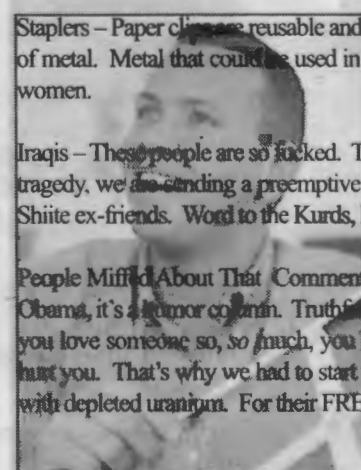 Staplers – Paper clips are reusable and
of metal. Metal that could be used in
women.
Iraqis – These people are so fucked. T
tragedy, we are sending a preemptive
Shiite ex-friends. Word to the Kurds,
People Miffed About That Comment
Obama, it's a humor column. Truthf
you love someone so, so much, you
hurt you. That's why we had to start
with depleted uranium. For their FRE